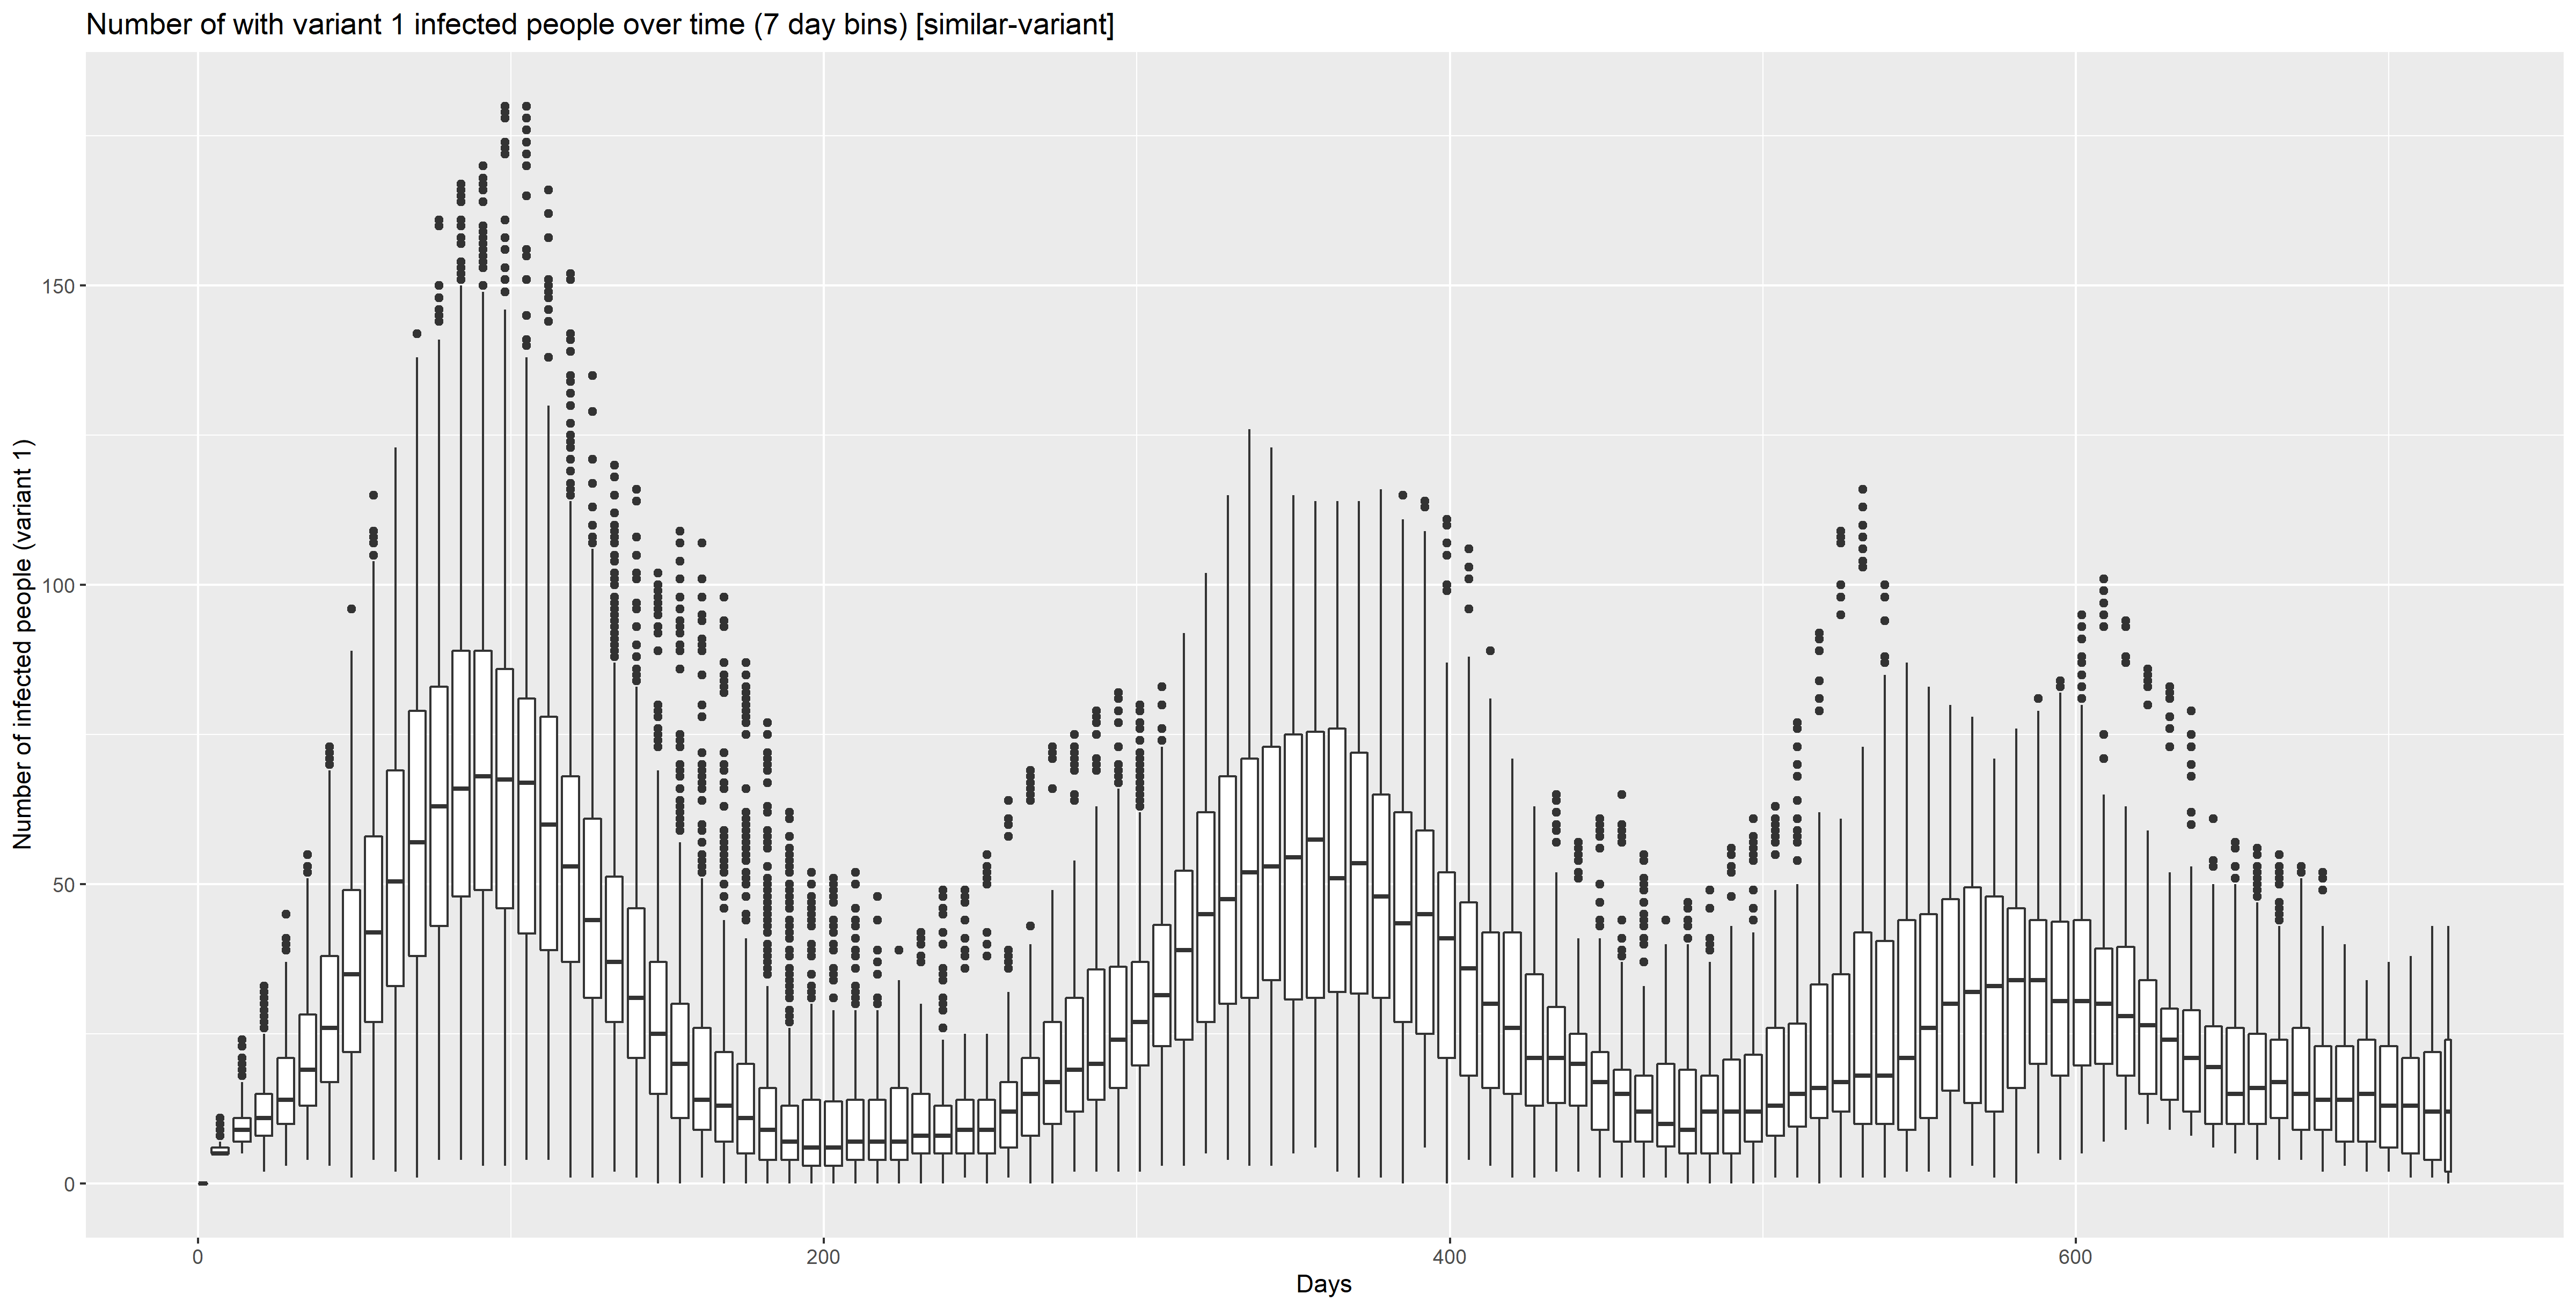 Number of with variant 1 infected people over time (7 day bins) [similar-variant]
Number of infected people (variant 1)
150
100
50
0
0 200 400 600
Days